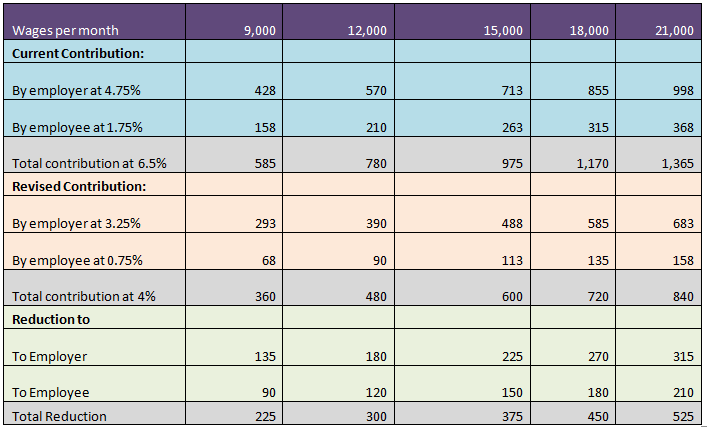 Wages per month 9,000 12,000 15,000 18,000 21,000
Current Contribution:
By employer at 4.75% 428 570 713 855 998
By employee at 1.75% 158 210 263 315 368
Total contribution at 6.5% 585 780 975 1,170 1,365
Revised Contribution:
By employer at 3.25% 293 390 488 585 683
By employee at 0.75% 68 90 113 135 158
Total contribution at 4% 360 480 600 720 840
Reduction to
To Employer 135 180 225 270 315
To Employee 90 120 150 180 210
Total Reduction 225 300 375 450 525